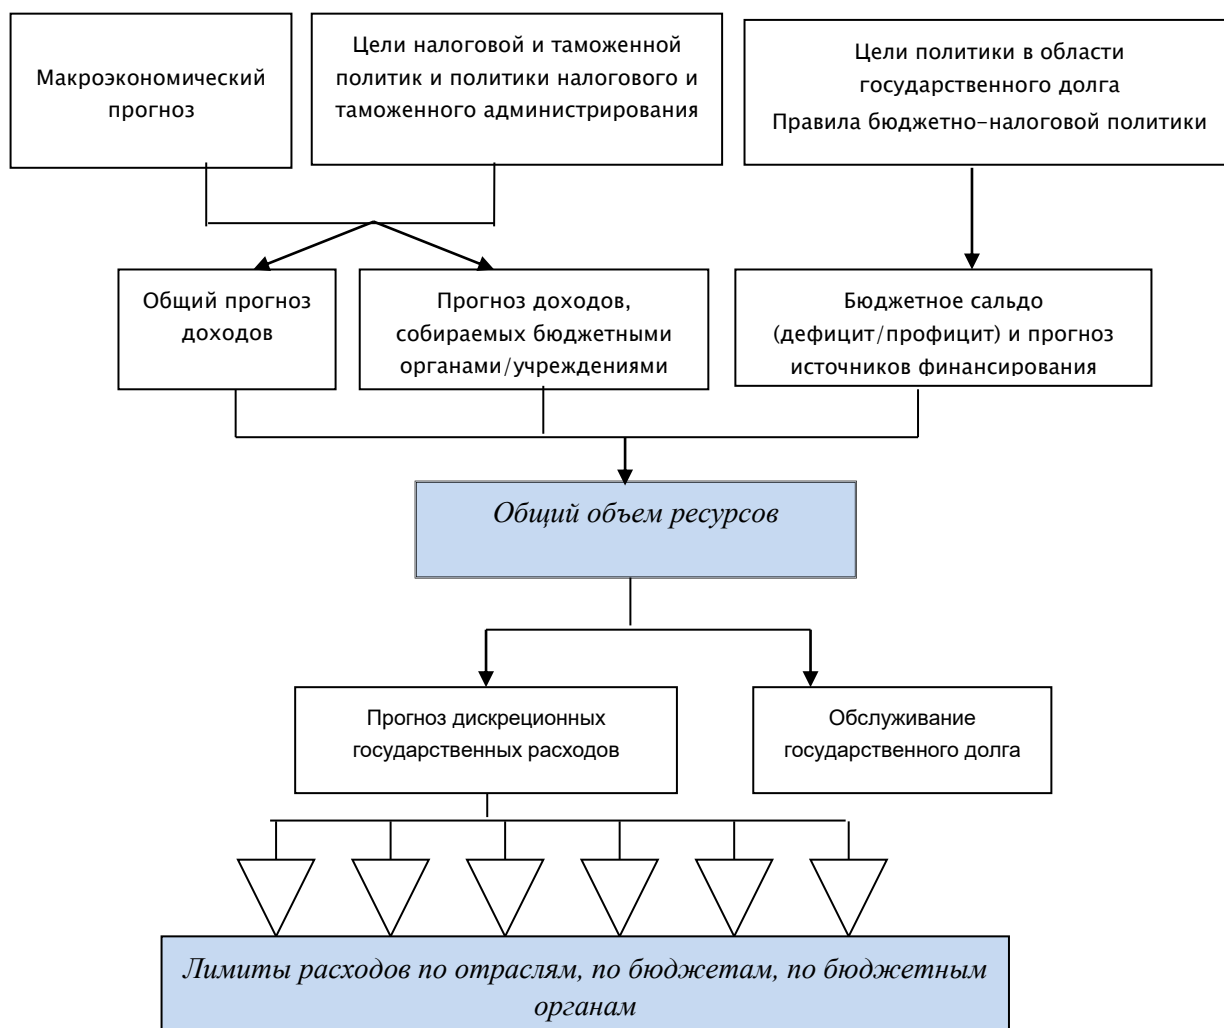 Макроэкономический
прогноз
Цели налоговой и таможенной
политик и политики налогового и
таможенного администрирования
Цели политики в области
государственного долга
Правила бюджетно–налоговой политики
Общий прогноз
доходов
Прогноз доходов,
собираемых бюджетными
органами/учреждениями
Бюджетное сальдо
(дефицит/профицит) и прогноз
источников финансирования
Общий объем ресурсов
Прогноз дискреционных
государственных расходов
Обслуживание
государственного долга
Лимиты расходов по отраслям, по бюджетам, по бюджетным
органам